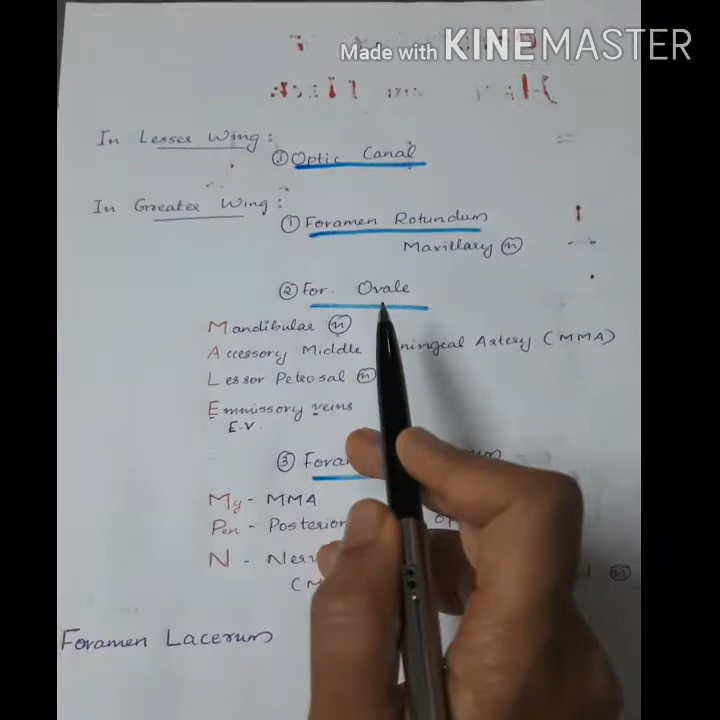 Made with KINEMASTER
In Lesser Wing:
① Optic Canal
In Greater Wing:
① Foramen Rotundum
Maxillary ⓝ
② For. Ovale
Mandibular ⓝ
Accessory Middle ningeal Artery (MMA)
Lessor Petrosal ⓝ
Emmissory veins
E.V.
③ Fora
My - MMA
Pen - Posterior
N - Ner
(M
Foramen Lacerum